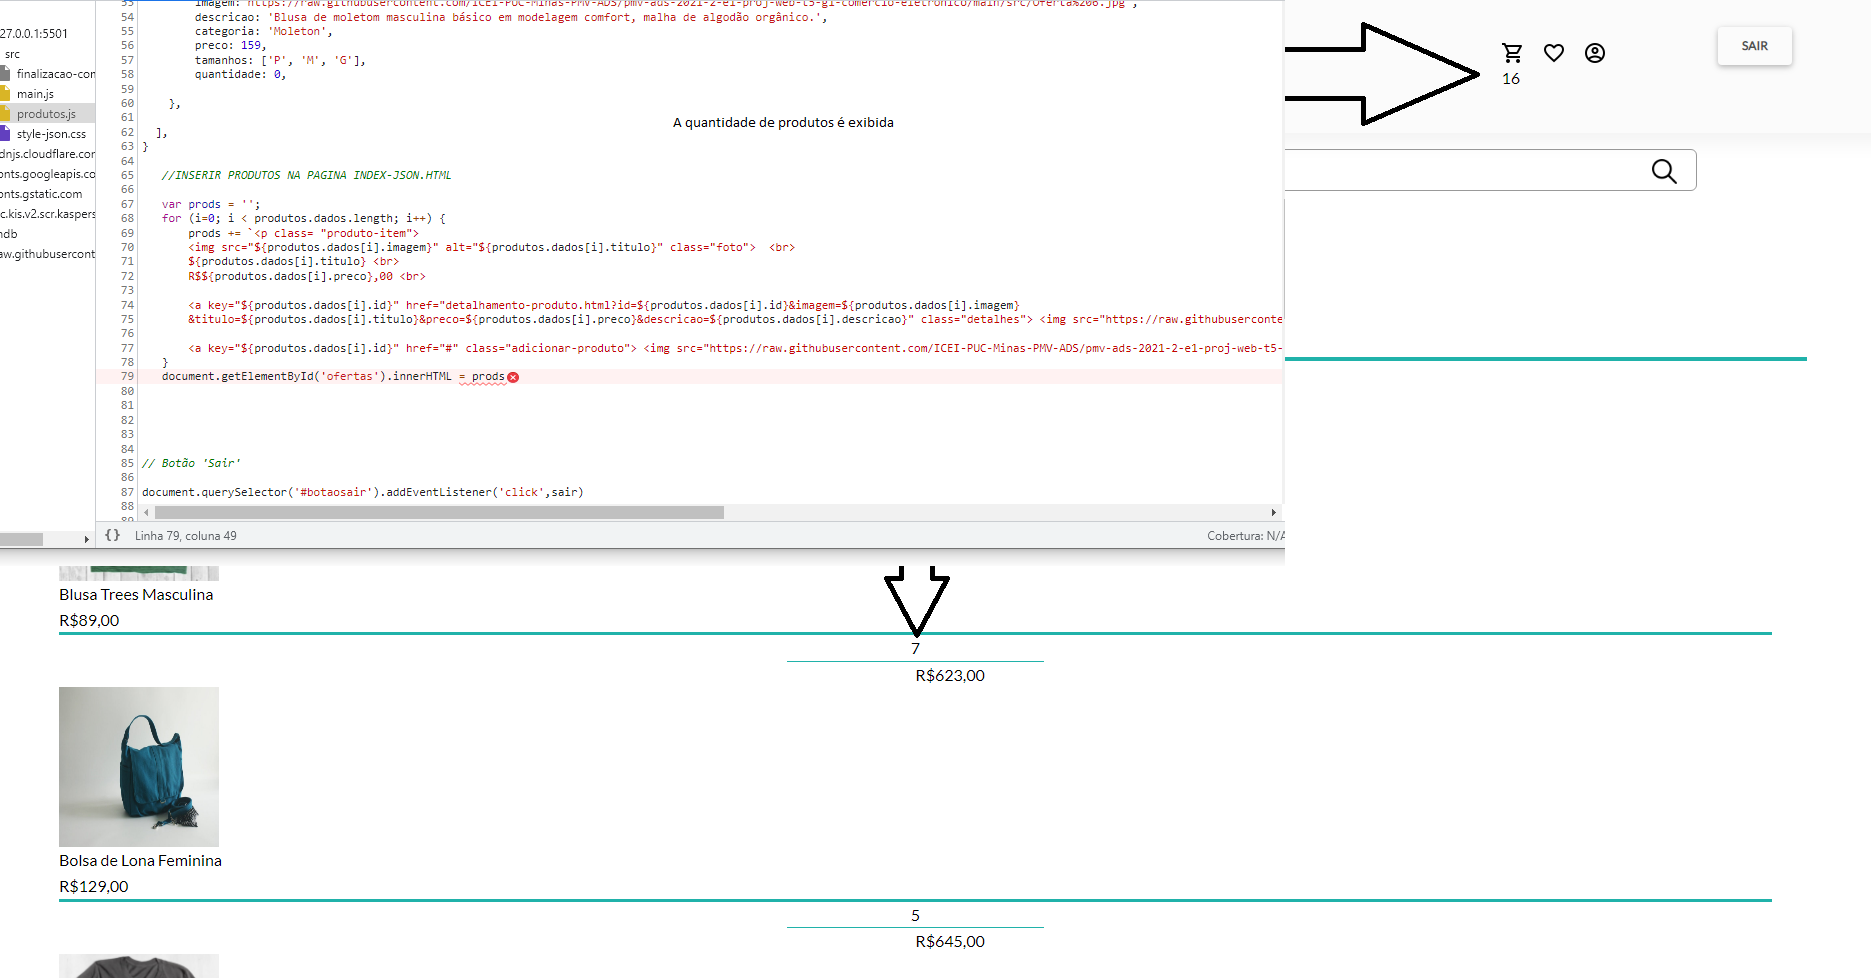 27.0.0.1:5501
src
finalizacao-con
main.js
produtos.js
style-json.css
dnjs.cloudflare.cor
onts.googleapis.co
onts.gstatic.com
c.kis.v2.scr.kaspers
ndb
aw.githubusercont
53 imagem:'https://raw.githubusercontent.com/ICEI-PUC-Minas-PMV-ADS/pmv-ads-2021-2-e1-proj-web-t5-g1-comercio-eletronico/main/src/Oferta%206.jpg',
54 descricao: 'Blusa de moletom masculina básico em modelagem comfort, malha de algodão orgânico.',
55 categoria: 'Moleton',
56 preco: 159,
57 tamanhos: ['P', 'M', 'G'],
58 quantidade: 0,
59
60 },
61
62 ],
63 }
64
65 //INSERIR PRODUTOS NA PAGINA INDEX-JSON.HTML
66
67 var prods = '';
68 for (i=0; i < produtos.dados.length; i++) {
69 prods += `<p class= "produto-item">
70 <img src="${produtos.dados[i].imagem}" alt="${produtos.dados[i].titulo}" class="foto"> <br>
71 ${produtos.dados[i].titulo} <br>
72 R$${produtos.dados[i].preco},00 <br>
73
74 <a key="${produtos.dados[i].id}" href="detalhamento-produto.html?id=${produtos.dados[i].id}&imagem=${produtos.dados[i].imagem}
75 &titulo=${produtos.dados[i].titulo}&preco=${produtos.dados[i].preco}&descricao=${produtos.dados[i].descricao}" class="detalhes"> <img src="https://raw.githubuserconte
76
77 <a key="${produtos.dados[i].id}" href="#" class="adicionar-produto"> <img src="https://raw.githubusercontent.com/ICEI-PUC-Minas-PMV-ADS/pmv-ads-2021-2-e1-proj-web-t5-
78 }
79 document.getElementById('ofertas').innerHTML = prods
80
81
82
83
84
85 // Botão 'Sair'
86
87 document.querySelector('#botaosair').addEventListener('click',sair)
88
89
{} Linha 79, coluna 49
Cobertura: N/A
A quantidade de produtos é exibida
16
SAIR
Blusa Trees Masculina
R$89,00
7
R$623,00
Bolsa de Lona Feminina
R$129,00
5
R$645,00